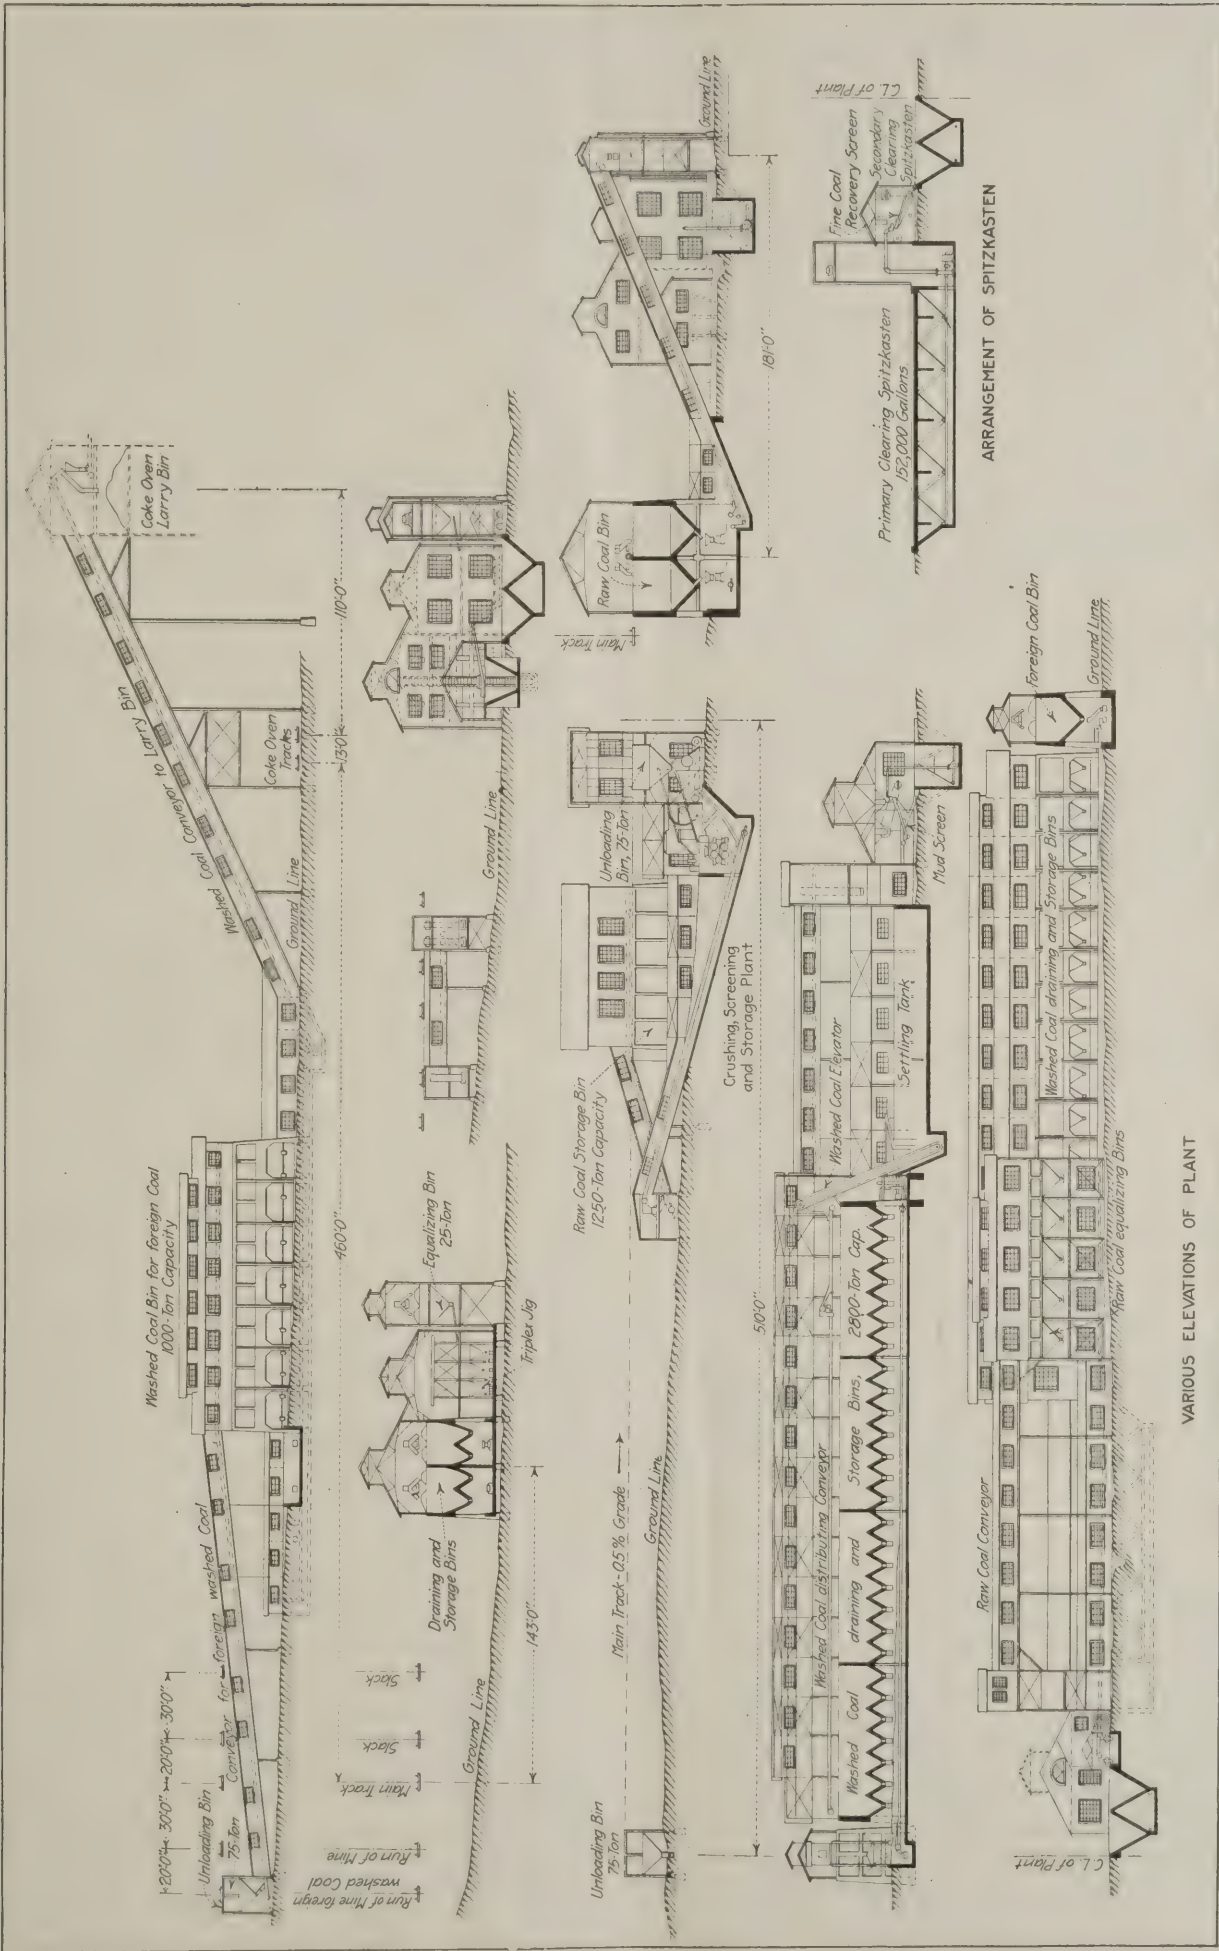 Coke Oven
Larry Bin
Washed Coal Conveyor to Larry Bin
Coke Oven
Tracks
Ground Line
110'-0"
13'-0"
460'-0"
Washed Coal Bin for foreign Coal
1000-Ton Capacity
Conveyor for foreign washed Coal
20'-0" 30'-0" 20'-0" 30'-0"
Unloading Bin
75-Ton
Run of Mine foreign
washed Coal
Run of Mine
Main Track
Slack
Slack
Ground Line
143'-0"
Draining and
Storage Bins
Equalizing Bin
25-Ton
Triplex Jig
Ground Line
Main Track
Raw Coal Bin
181'-0"
Ground Line
Unloading Bin
75-Ton
Main Track-0.5% Grade
Ground Line
Raw Coal Storage Bin
1250-Ton Capacity
Unloading
Bin, 75-Ton
Crushing, Screening
and Storage Plant
510'-0"
Primary Clearing Spitzkasten
152,000 Gallons
Fine Coal
Recovery Screen
Secondary
Clearing
Spitzkasten
C.L. of Plant
ARRANGEMENT OF SPITZKASTEN
Washed Coal distributing Conveyor
Washed Coal draining and Storage Bins, 2800-Ton Cap.
Washed Coal Elevator
Settling Tank
Mud Screen
C.L. of Plant
Raw Coal Conveyor
Raw Coal equalizing Bins
Washed Coal draining and Storage Bins
Foreign Coal Bin
Ground Line
VARIOUS ELEVATIONS OF PLANT